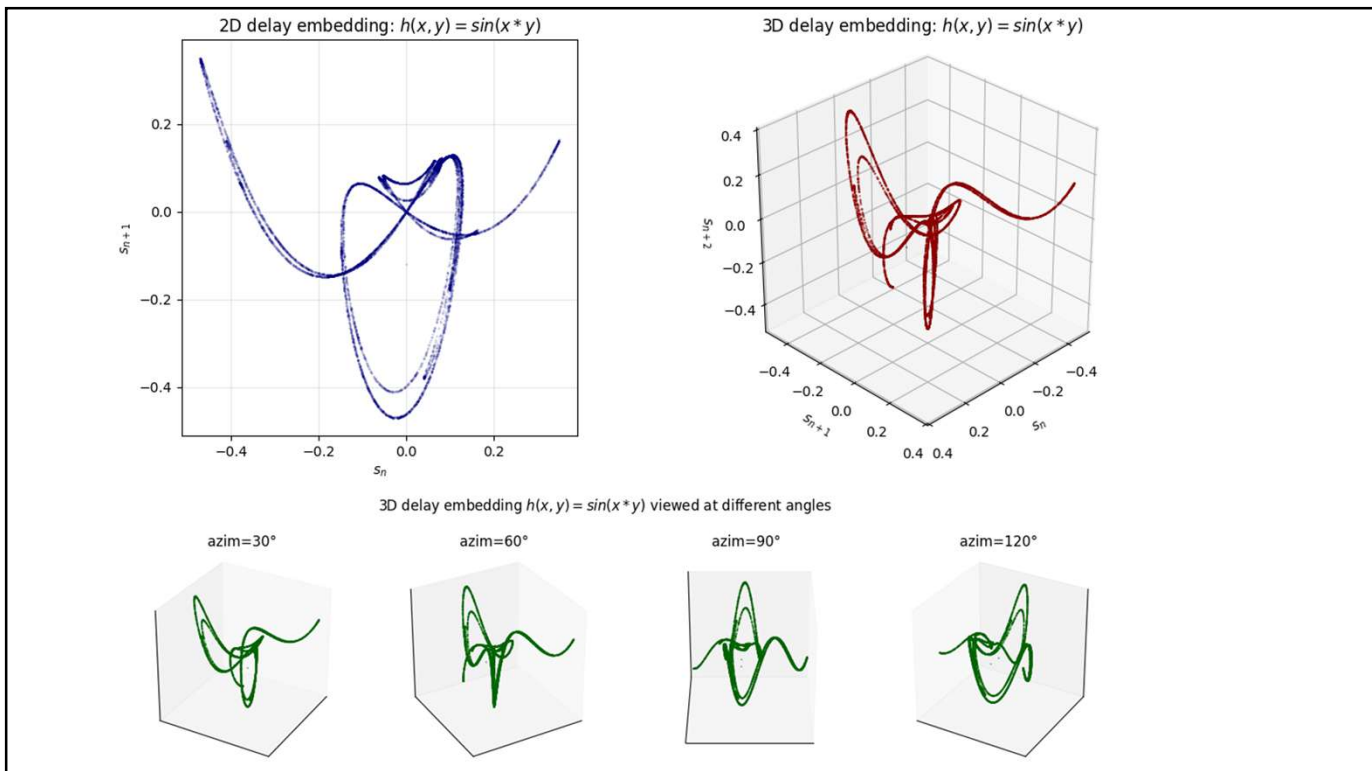 2D delay embedding: h(x, y) = sin(x * y)
0.2
0.0
−0.2
−0.4
s_{n+1}
−0.4
−0.2
0.0
0.2
s_n
3D delay embedding: h(x, y) = sin(x * y)
0.4
0.2
0.0
−0.2
−0.4
s_{n+2}
−0.4
−0.2
0.0
0.2
0.4
s_{n+1}
−0.4
−0.2
0.0
0.2
0.4
s_n
3D delay embedding h(x, y) = sin(x * y) viewed at different angles
azim=30°
azim=60°
azim=90°
azim=120°